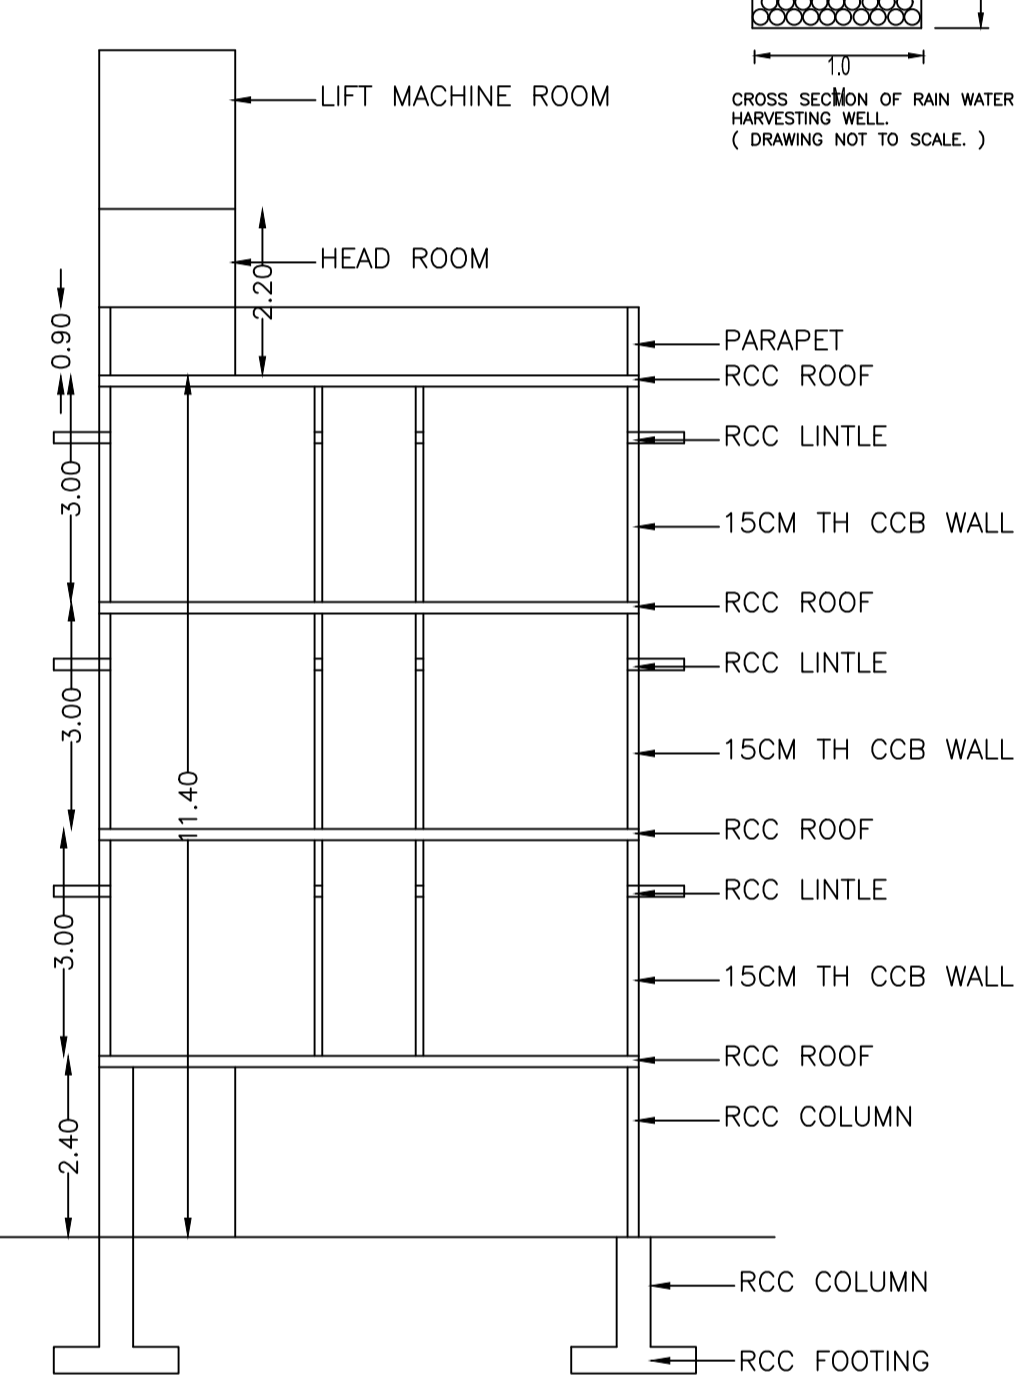 1.0
M
CROSS SECTION OF RAIN WATER
HARVESTING WELL.
( DRAWING NOT TO SCALE. )
LIFT MACHINE ROOM
HEAD ROOM
2.20
0.90
PARAPET
RCC ROOF
RCC LINTLE
3.00
15CM TH CCB WALL
RCC ROOF
RCC LINTLE
3.00
15CM TH CCB WALL
11.40
RCC ROOF
RCC LINTLE
3.00
15CM TH CCB WALL
RCC ROOF
RCC COLUMN
2.40
RCC COLUMN
RCC FOOTING